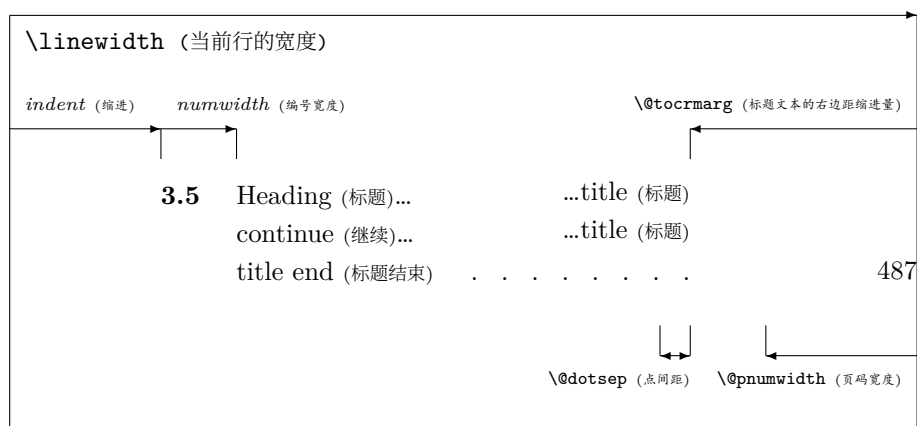 \linewidth (当前行的宽度)
indent (缩进) numwidth (编号宽度) \@tocrmarg (标题文本的右边距缩进量)
3.5 Heading (标题)... ...title (标题)
continue (继续)... ...title (标题)
title end (标题结束) . . . . . . . . 487
\@dotsep (点间距) \@pnumwidth (页码宽度)